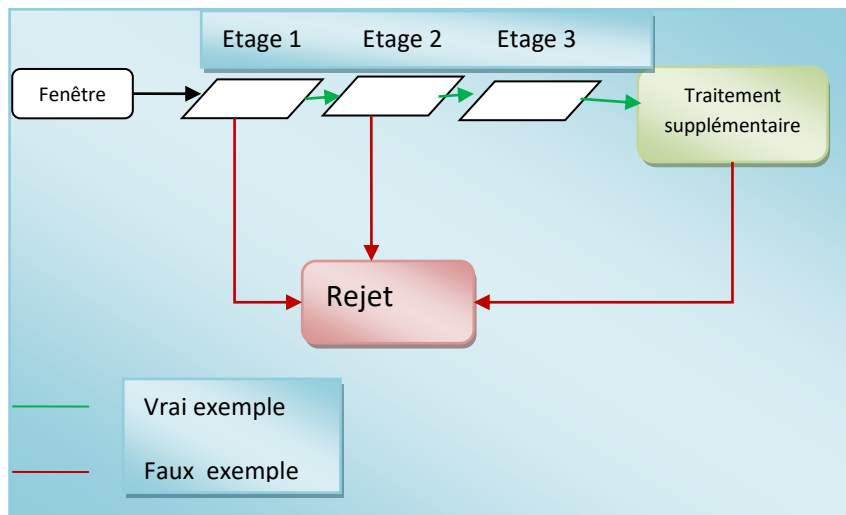 Etage 1 Etage 2 Etage 3
Fenêtre
Traitement
supplémentaire
Rejet
Vrai exemple
Faux exemple